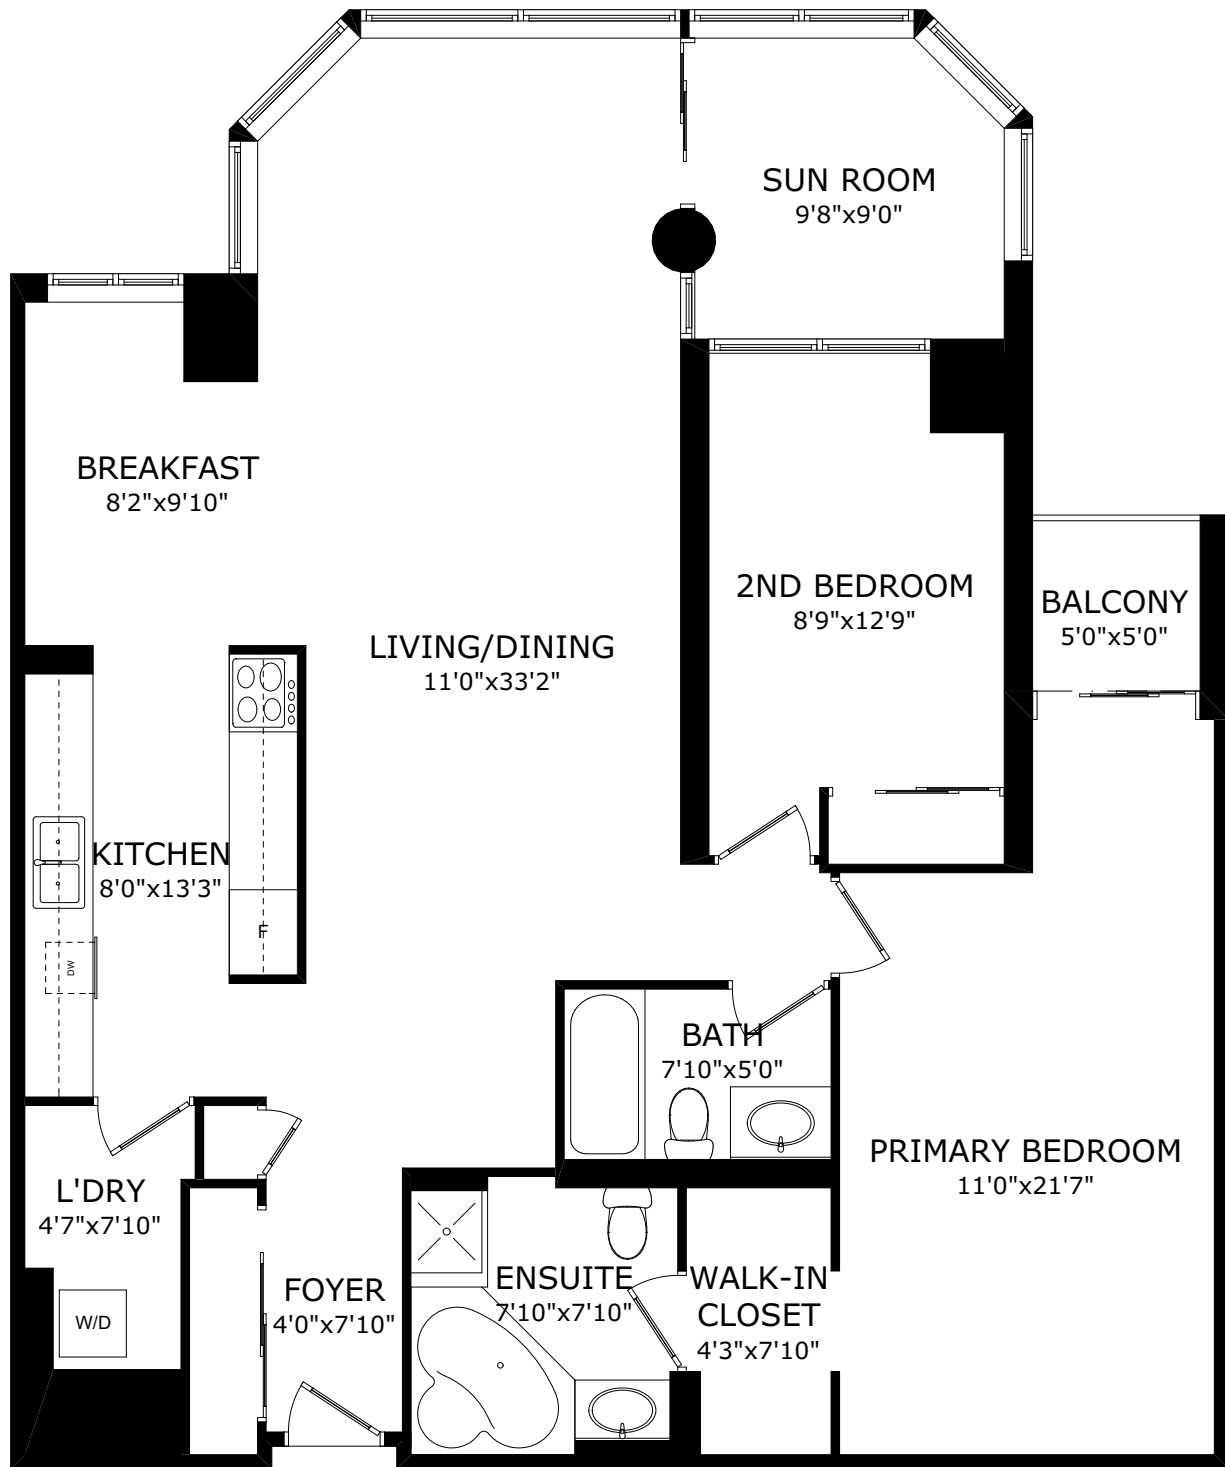 SUN ROOM
9'8"x9'0"
BREAKFAST
8'2"x9'10"
2ND BEDROOM
8'9"x12'9"
BALCONY
5'0"x5'0"
LIVING/DINING
11'0"x33'2"
KITCHEN
8'0"x13'3"
F
DW
BATH
7'10"x5'0"
PRIMARY BEDROOM
11'0"x21'7"
L'DRY
4'7"x7'10"
W/D
FOYER
4'0"x7'10"
ENSUITE
7'10"x7'10"
WALK-IN
CLOSET
4'3"x7'10"